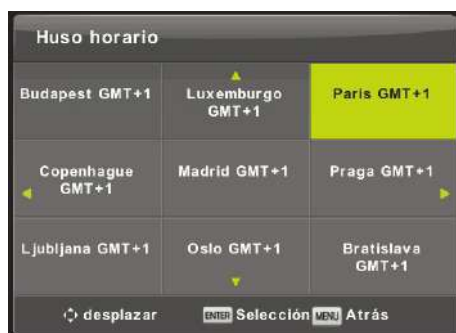 Huso horario
Budapest GMT+1
Luxemburgo
GMT+1
Paris GMT+1
Copenhague
GMT+1
Madrid GMT+1
Praga GMT+1
Ljubljana GMT+1
Oslo GMT+1
Bratislava
GMT+1
desplazar ENTER Selección MENU Atrás